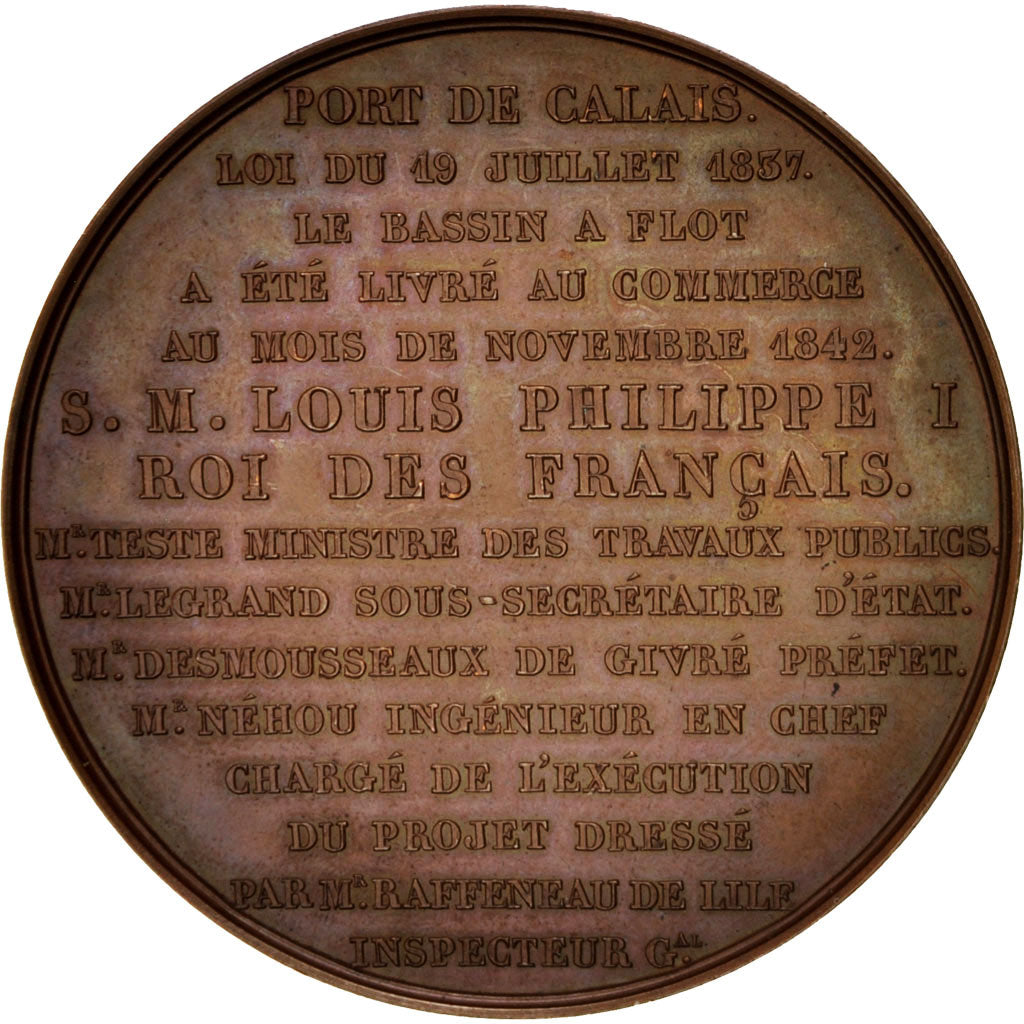 PORT DE CALAIS.
LOI DU 19 JUILLET 1837.
LE BASSIN A FLOT
A ÉTÉ LIVRÉ AU COMMERCE
AU MOIS DE NOVEMBRE 1842.
S. M. LOUIS PHILIPPE I
ROI DES FRANÇAIS.
MR. TESTE MINISTRE DES TRAVAUX PUBLICS.
MR. LEGRAND SOUS-SECRÉTAIRE D'ÉTAT.
MR. DESMOUSSEAUX DE GIVRÉ PRÉFET.
MR. NÉHOU INGÉNIEUR EN CHEF
CHARGÉ DE L'EXÉCUTION
DU PROJET DRESSÉ
PAR MR. RAFFENEAU DE LILE
INSPECTEUR GAL.